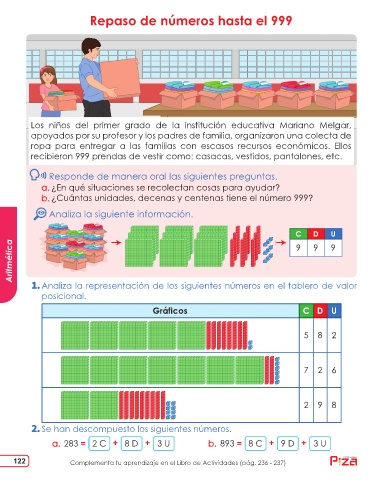 Repaso de números hasta el 999
Los niños del primer grado de la institución educativa Mariano Melgar,
apoyados por su profesor y los padres de familia, organizaron una colecta de
ropa para entregar a las familias con escasos recursos económicos. Ellos
recibieron 999 prendas de vestir como: casacas, vestidos, pantalones, etc.
Responde de manera oral las siguientes preguntas.
a. ¿En qué situaciones se recolectan cosas para ayudar?
b. ¿Cuántas unidades, decenas y centenas tiene el número 999?
Analiza la siguiente información.
C D U
9 9 9
Aritmética
1. Analiza la representación de los siguientes números en el tablero de valor
posicional.
Gráficos C D U
5 8 2
7 2 6
2 9 8
2. Se han descompuesto los siguientes números.
a. 283 = 2 C + 8 D + 3 U b. 893 = 8 C + 9 D + 3 U
122 Complementa tu aprendizaje en el Libro de Actividades (pág. 236 - 237)